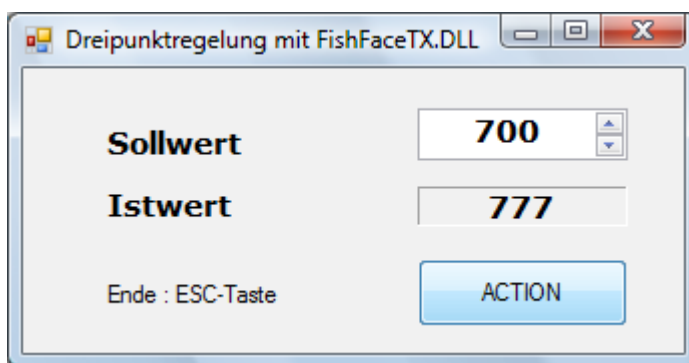 Dreipunktregelung mit FishFaceTX.DLL
Sollwert 700
Istwert 777
Ende : ESC-Taste ACTION